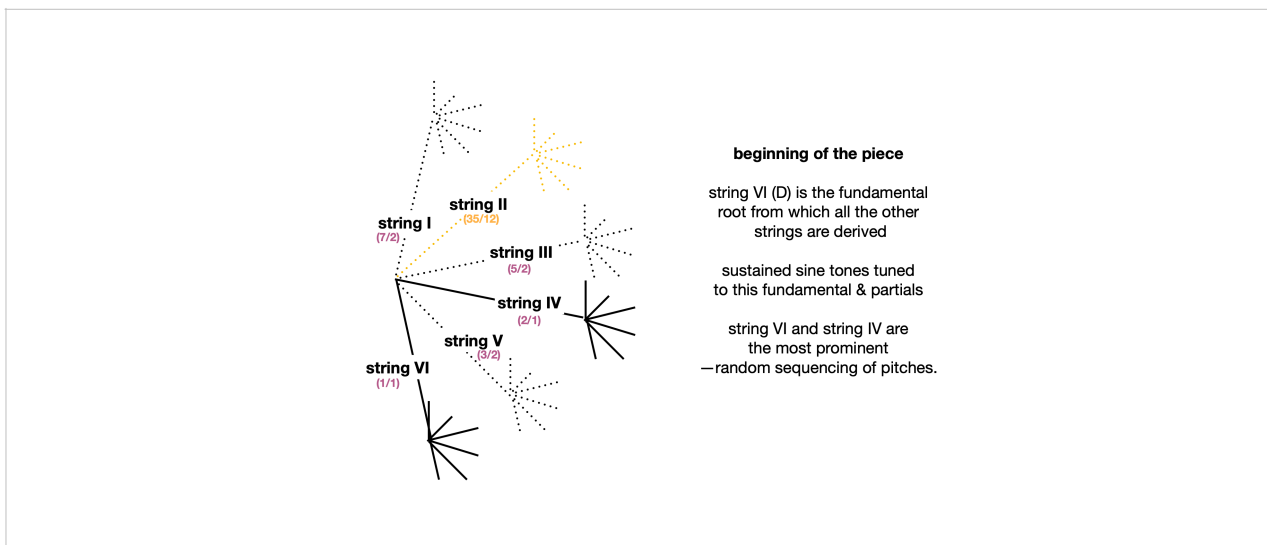 string I
(7/2)
string II
(35/12)
string III
(5/2)
string IV
(2/1)
string V
(3/2)
string VI
(1/1)
beginning of the piece
string VI (D) is the fundamental
root from which all the other
strings are derived
sustained sine tones tuned
to this fundamental & partials
string VI and string IV are
the most prominent
—random sequencing of pitches.